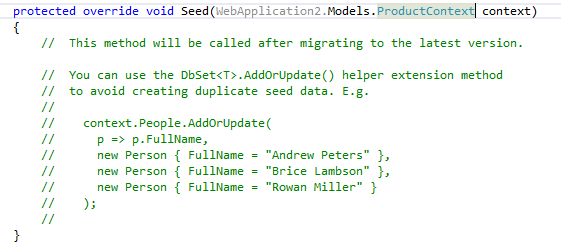 protected override void Seed(WebApplication2.Models.ProductContext context)
{
//  This method will be called after migrating to the latest version.
//  You can use the DbSet<T>.AddOrUpdate() helper extension method
//  to avoid creating duplicate seed data. E.g.
//
//    context.People.AddOrUpdate(
//      p => p.FullName,
//      new Person { FullName = "Andrew Peters" },
//      new Person { FullName = "Brice Lambson" },
//      new Person { FullName = "Rowan Miller" }
//    );
//
}